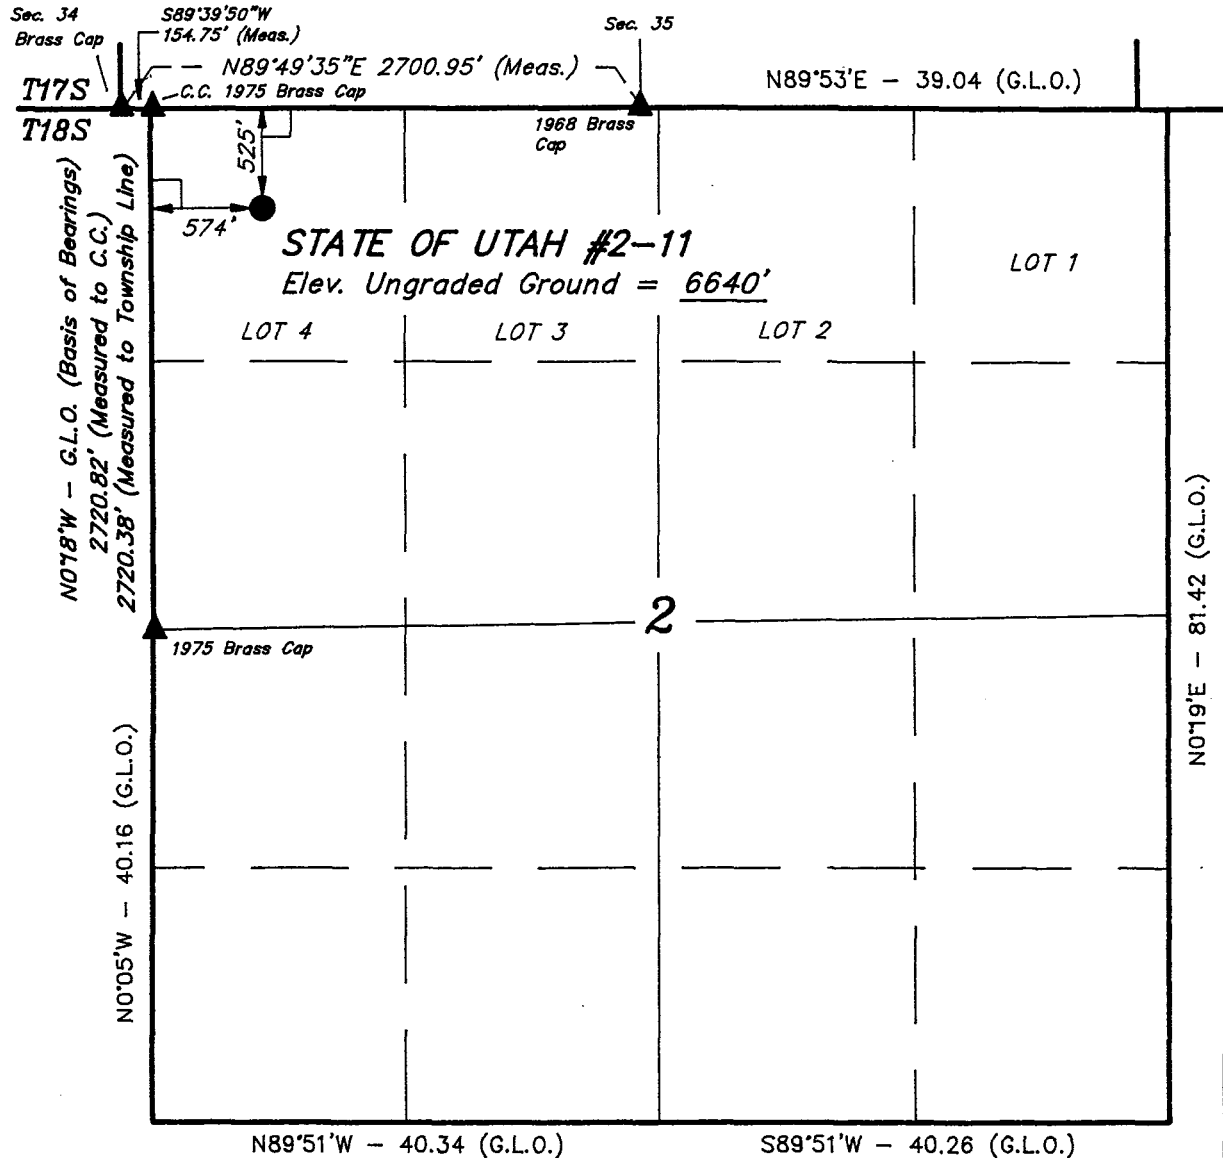 Sec. 34
Brass Cap
S89°39'50"W
154.75' (Meas.)
Sec. 35
N89°49'35"E 2700.95' (Meas.)
N89°53'E - 39.04 (G.L.O.)
T17S
C.C. 1975 Brass Cap
T18S
1968 Brass
Cap
525'
574'
STATE OF UTAH #2-11
Elev. Ungraded Ground = 6640'
LOT 1
LOT 4
LOT 3
LOT 2
N0°18'W - G.L.O. (Basis of Bearings)
2720.82' (Measured to C.C.)
2720.38' (Measured to Township Line)
2
1975 Brass Cap
N0°19'E - 81.42 (G.L.O.)
N0°05'W - 40.16 (G.L.O.)
N89°51'W - 40.34 (G.L.O.)
S89°51'W - 40.26 (G.L.O.)